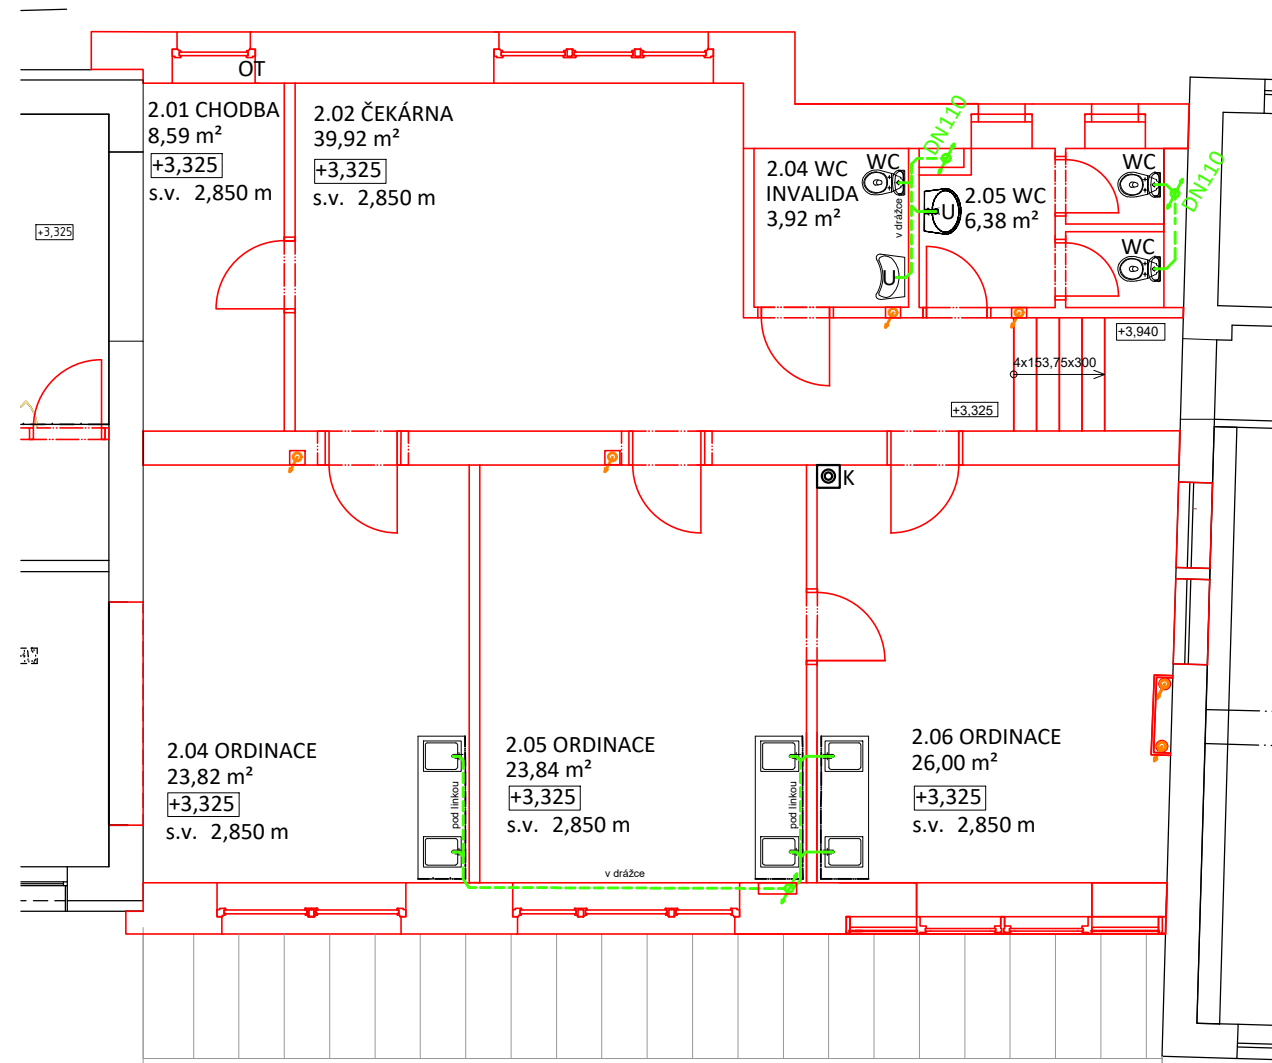 OT
2.01 CHODBA
8,59 m²
+3,325
s.v. 2,850 m
2.02 ČEKÁRNA
39,92 m²
+3,325
s.v. 2,850 m
+3,325
2.04 WC
INVALIDA
3,92 m²
WC
v drážce
U
DN110
U
2.05 WC
6,38 m²
WC
WC
DN110
+3,940
4x153,75x300
+3,325
K
2.04 ORDINACE
23,82 m²
+3,325
s.v. 2,850 m
pod linkou
2.05 ORDINACE
23,84 m²
+3,325
s.v. 2,850 m
pod linkou
v drážce
2.06 ORDINACE
26,00 m²
+3,325
s.v. 2,850 m